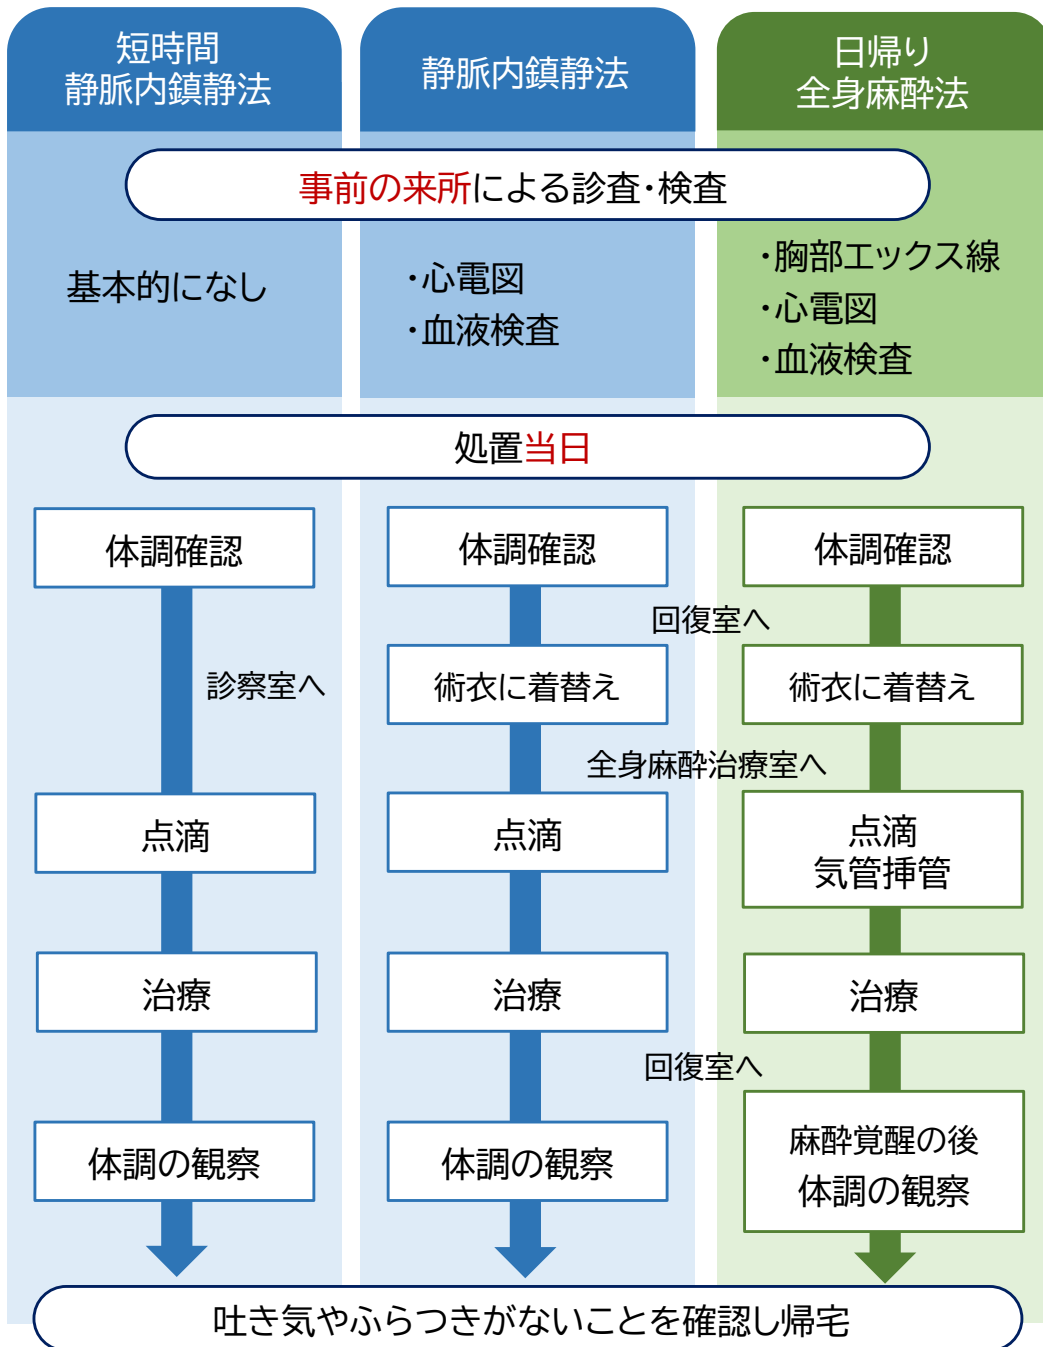 短時間
静脈内鎮静法
静脈内鎮静法
日帰り
全身麻酔法
事前の来所による診査・検査
基本的になし
・心電図
・血液検査
・胸部エックス線
・心電図
・血液検査
処置当日
体調確認
体調確認
体調確認
回復室へ
診察室へ
術衣に着替え
術衣に着替え
全身麻酔治療室へ
点滴
点滴
点滴
気管挿管
治療
治療
治療
回復室へ
体調の観察
体調の観察
麻酔覚醒の後
体調の観察
吐き気やふらつきがないことを確認し帰宅